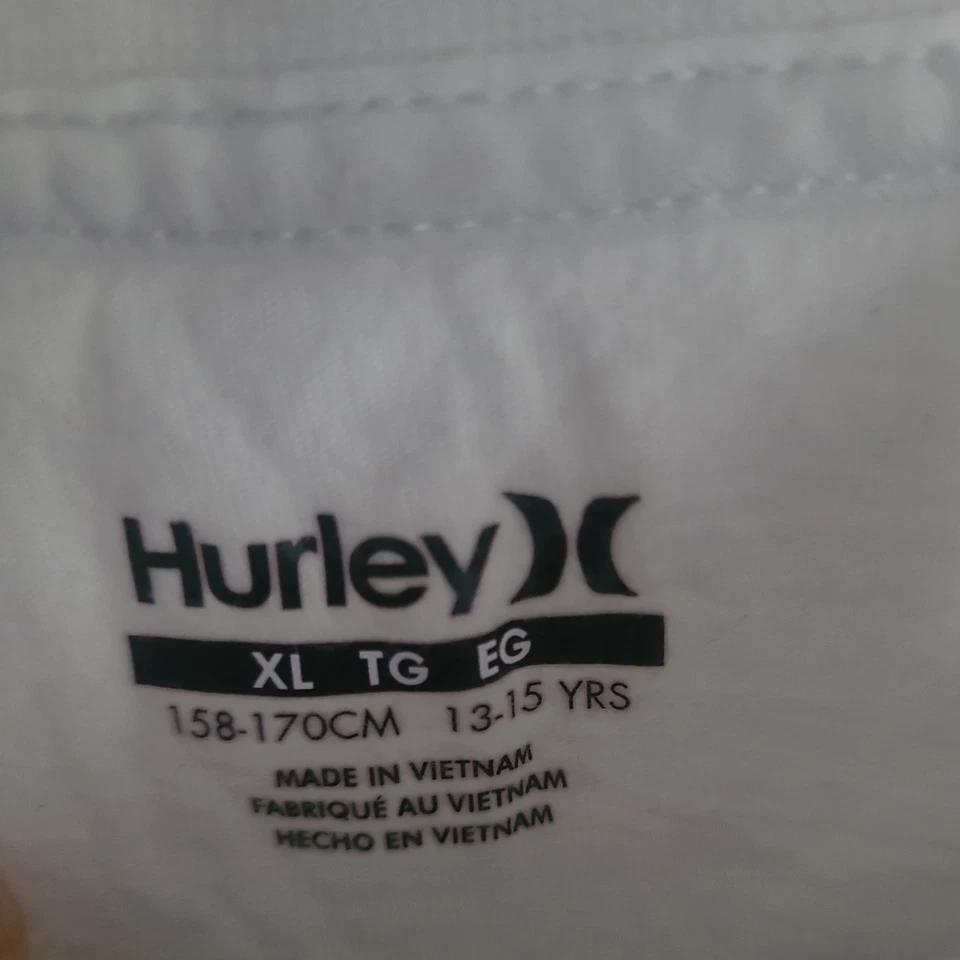 Hurley
XL TG EG
158-170CM 13-15 YRS
MADE IN VIETNAM
FABRIQUÉ AU VIETNAM
HECHO EN VIETNAM